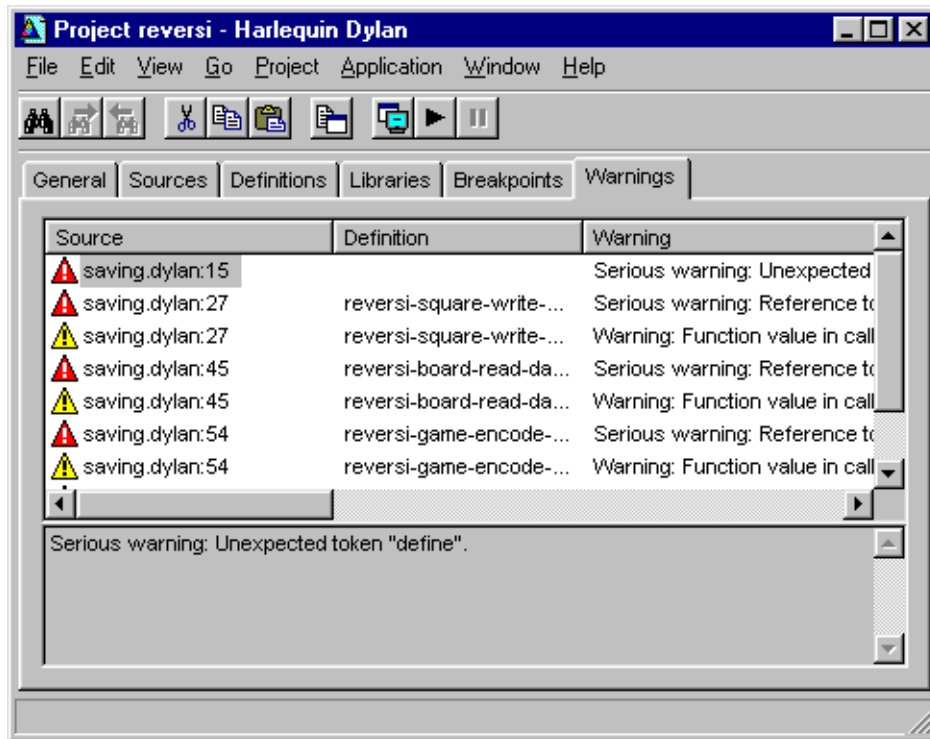 Project reversi - Harlequin Dylan
File Edit View Go Project Application Window Help
General Sources Definitions Libraries Breakpoints Warnings
Source Definition Warning
saving.dylan:15 Serious warning: Unexpected
saving.dylan:27 reversi-square-write-... Serious warning: Reference to
saving.dylan:27 reversi-square-write-... Warning: Function value in call
saving.dylan:45 reversi-board-read-da... Serious warning: Reference to
saving.dylan:45 reversi-board-read-da... Warning: Function value in call
saving.dylan:54 reversi-game-encode-... Serious warning: Reference to
saving.dylan:54 reversi-game-encode-... Warning: Function value in call
Serious warning: Unexpected token "define".